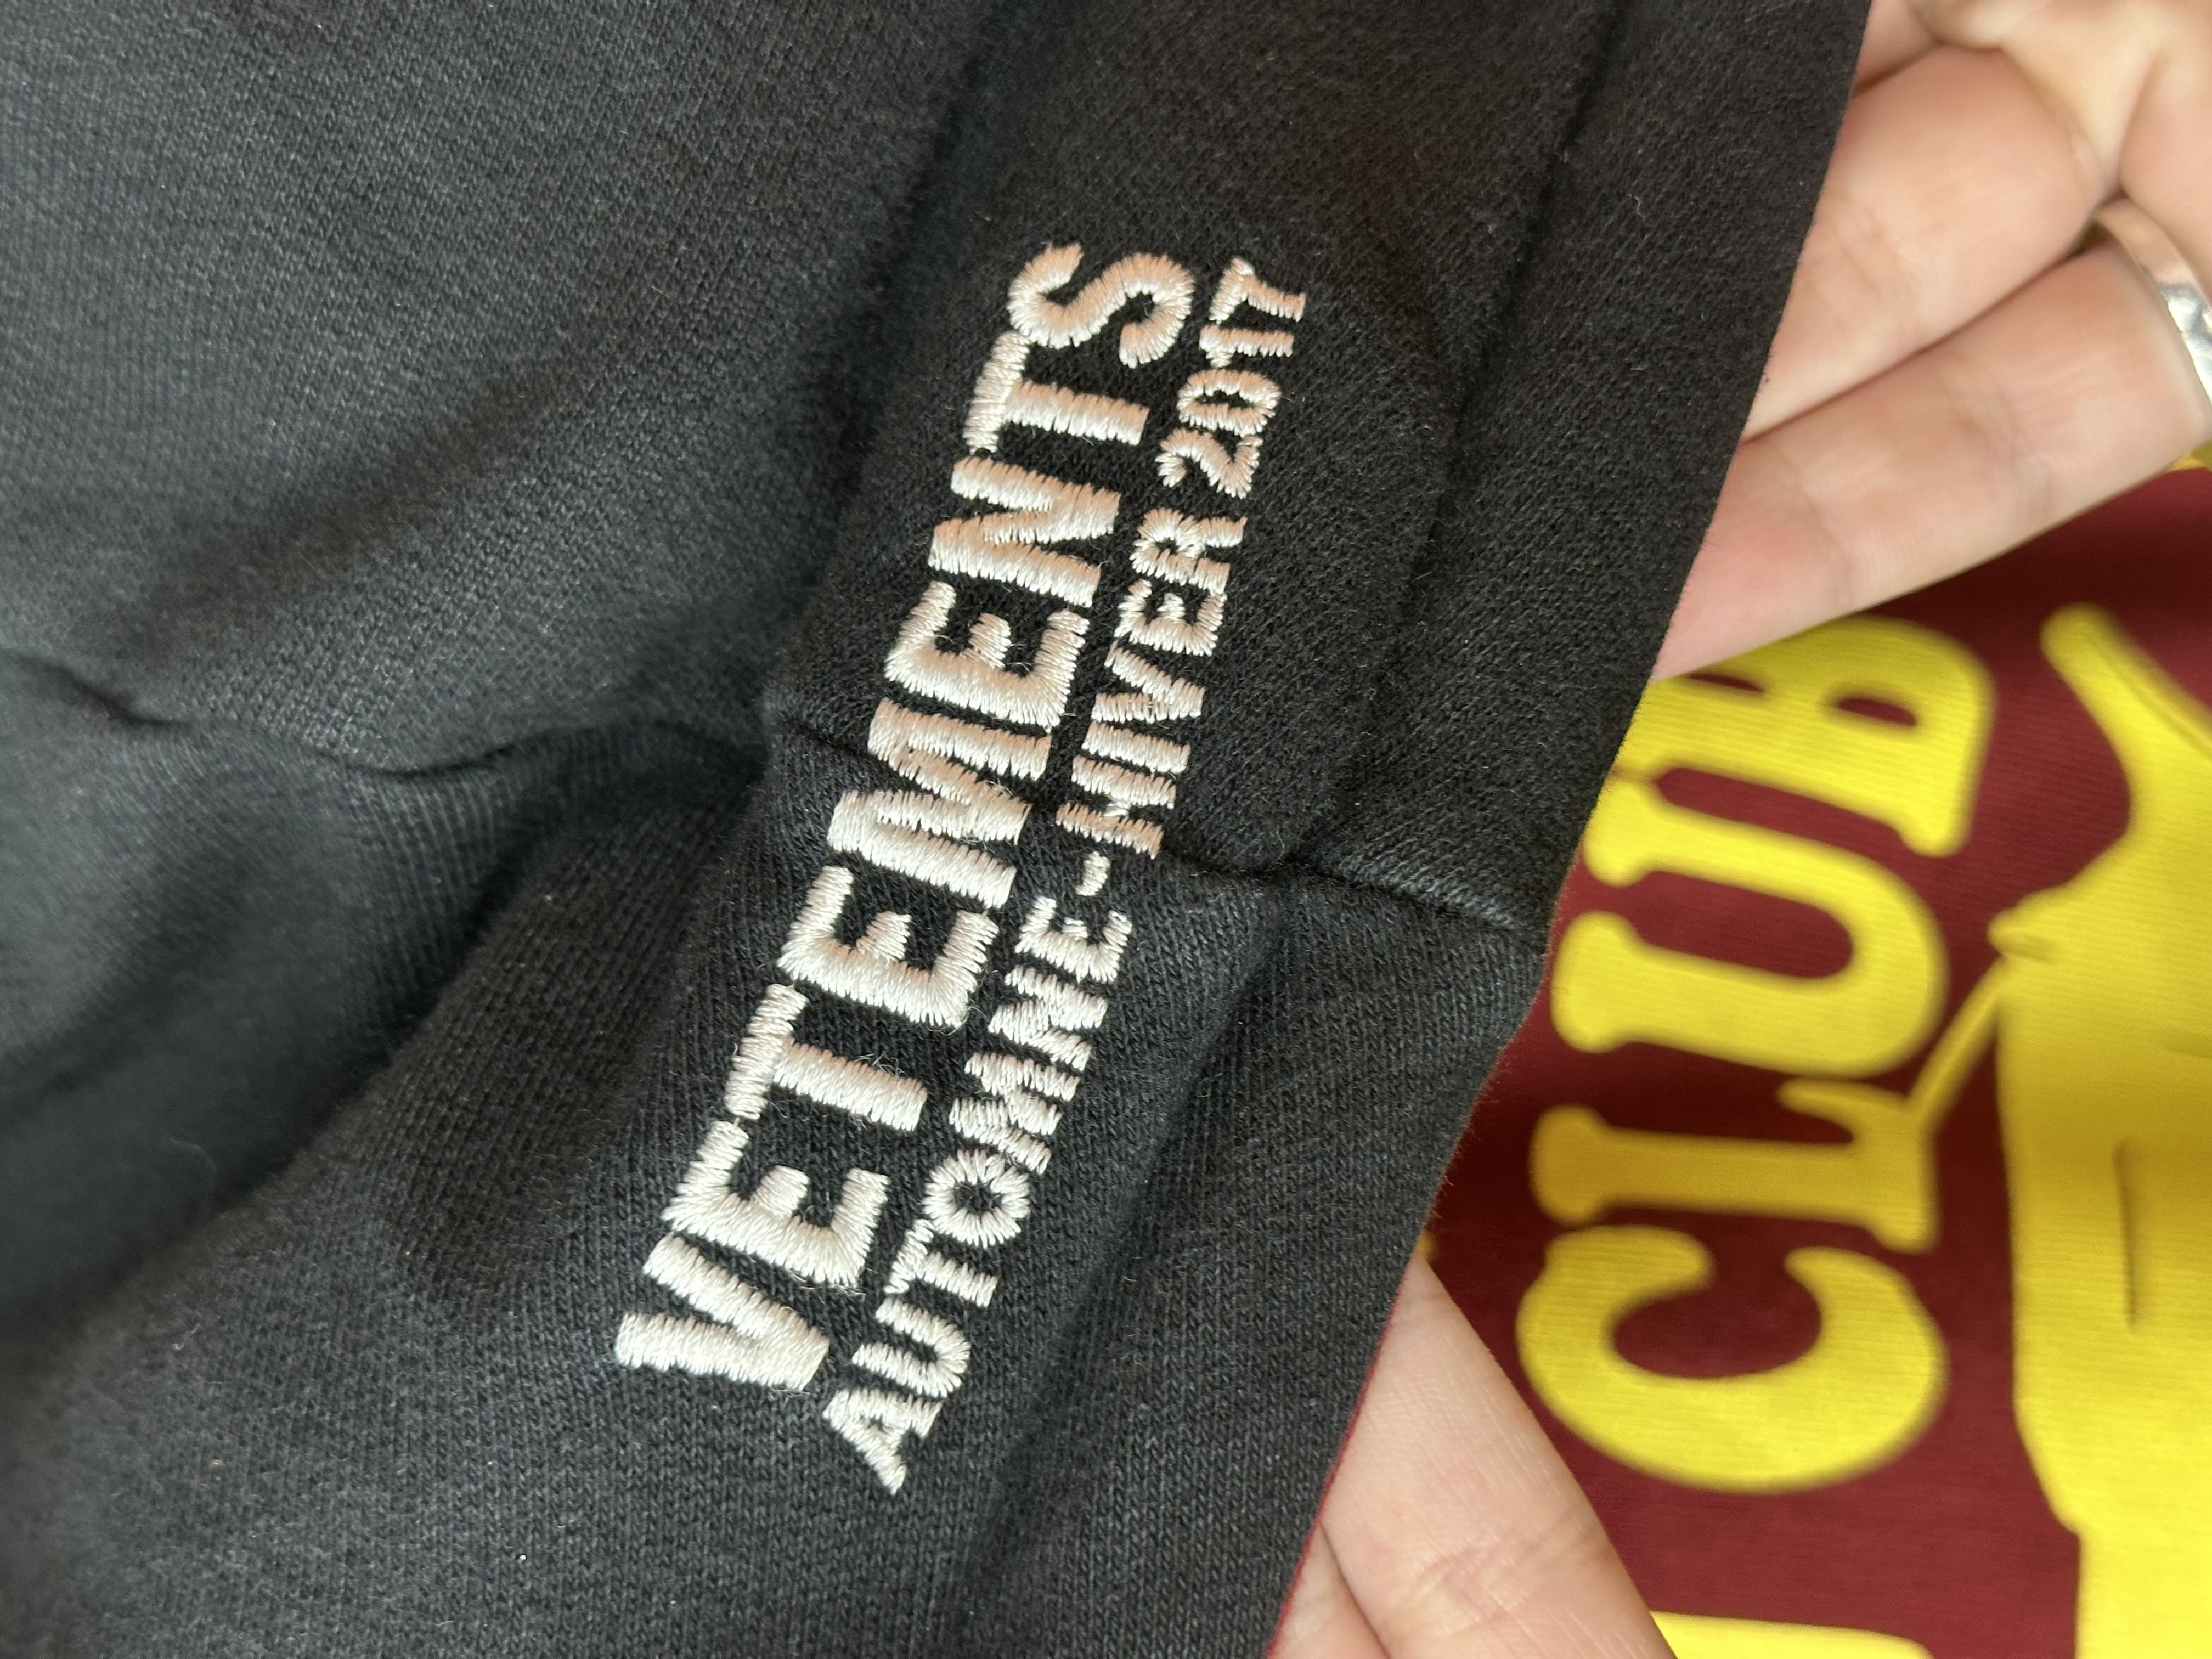 VETEMENTS
AUTOMNE-HIVER 2017
CLUB